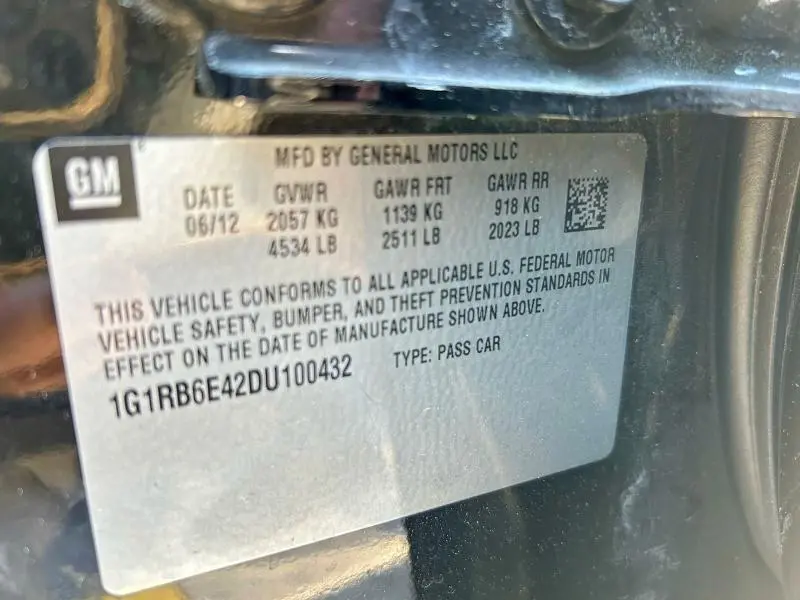 GM
MFD BY GENERAL MOTORS LLC
DATE GVWR GAWR FRT GAWR RR
06/12 2057 KG 1139 KG 918 KG
4534 LB 2511 LB 2023 LB
THIS VEHICLE CONFORMS TO ALL APPLICABLE U.S. FEDERAL MOTOR
VEHICLE SAFETY, BUMPER, AND THEFT PREVENTION STANDARDS IN
EFFECT ON THE DATE OF MANUFACTURE SHOWN ABOVE.
1G1RB6E42DU100432 TYPE: PASS CAR